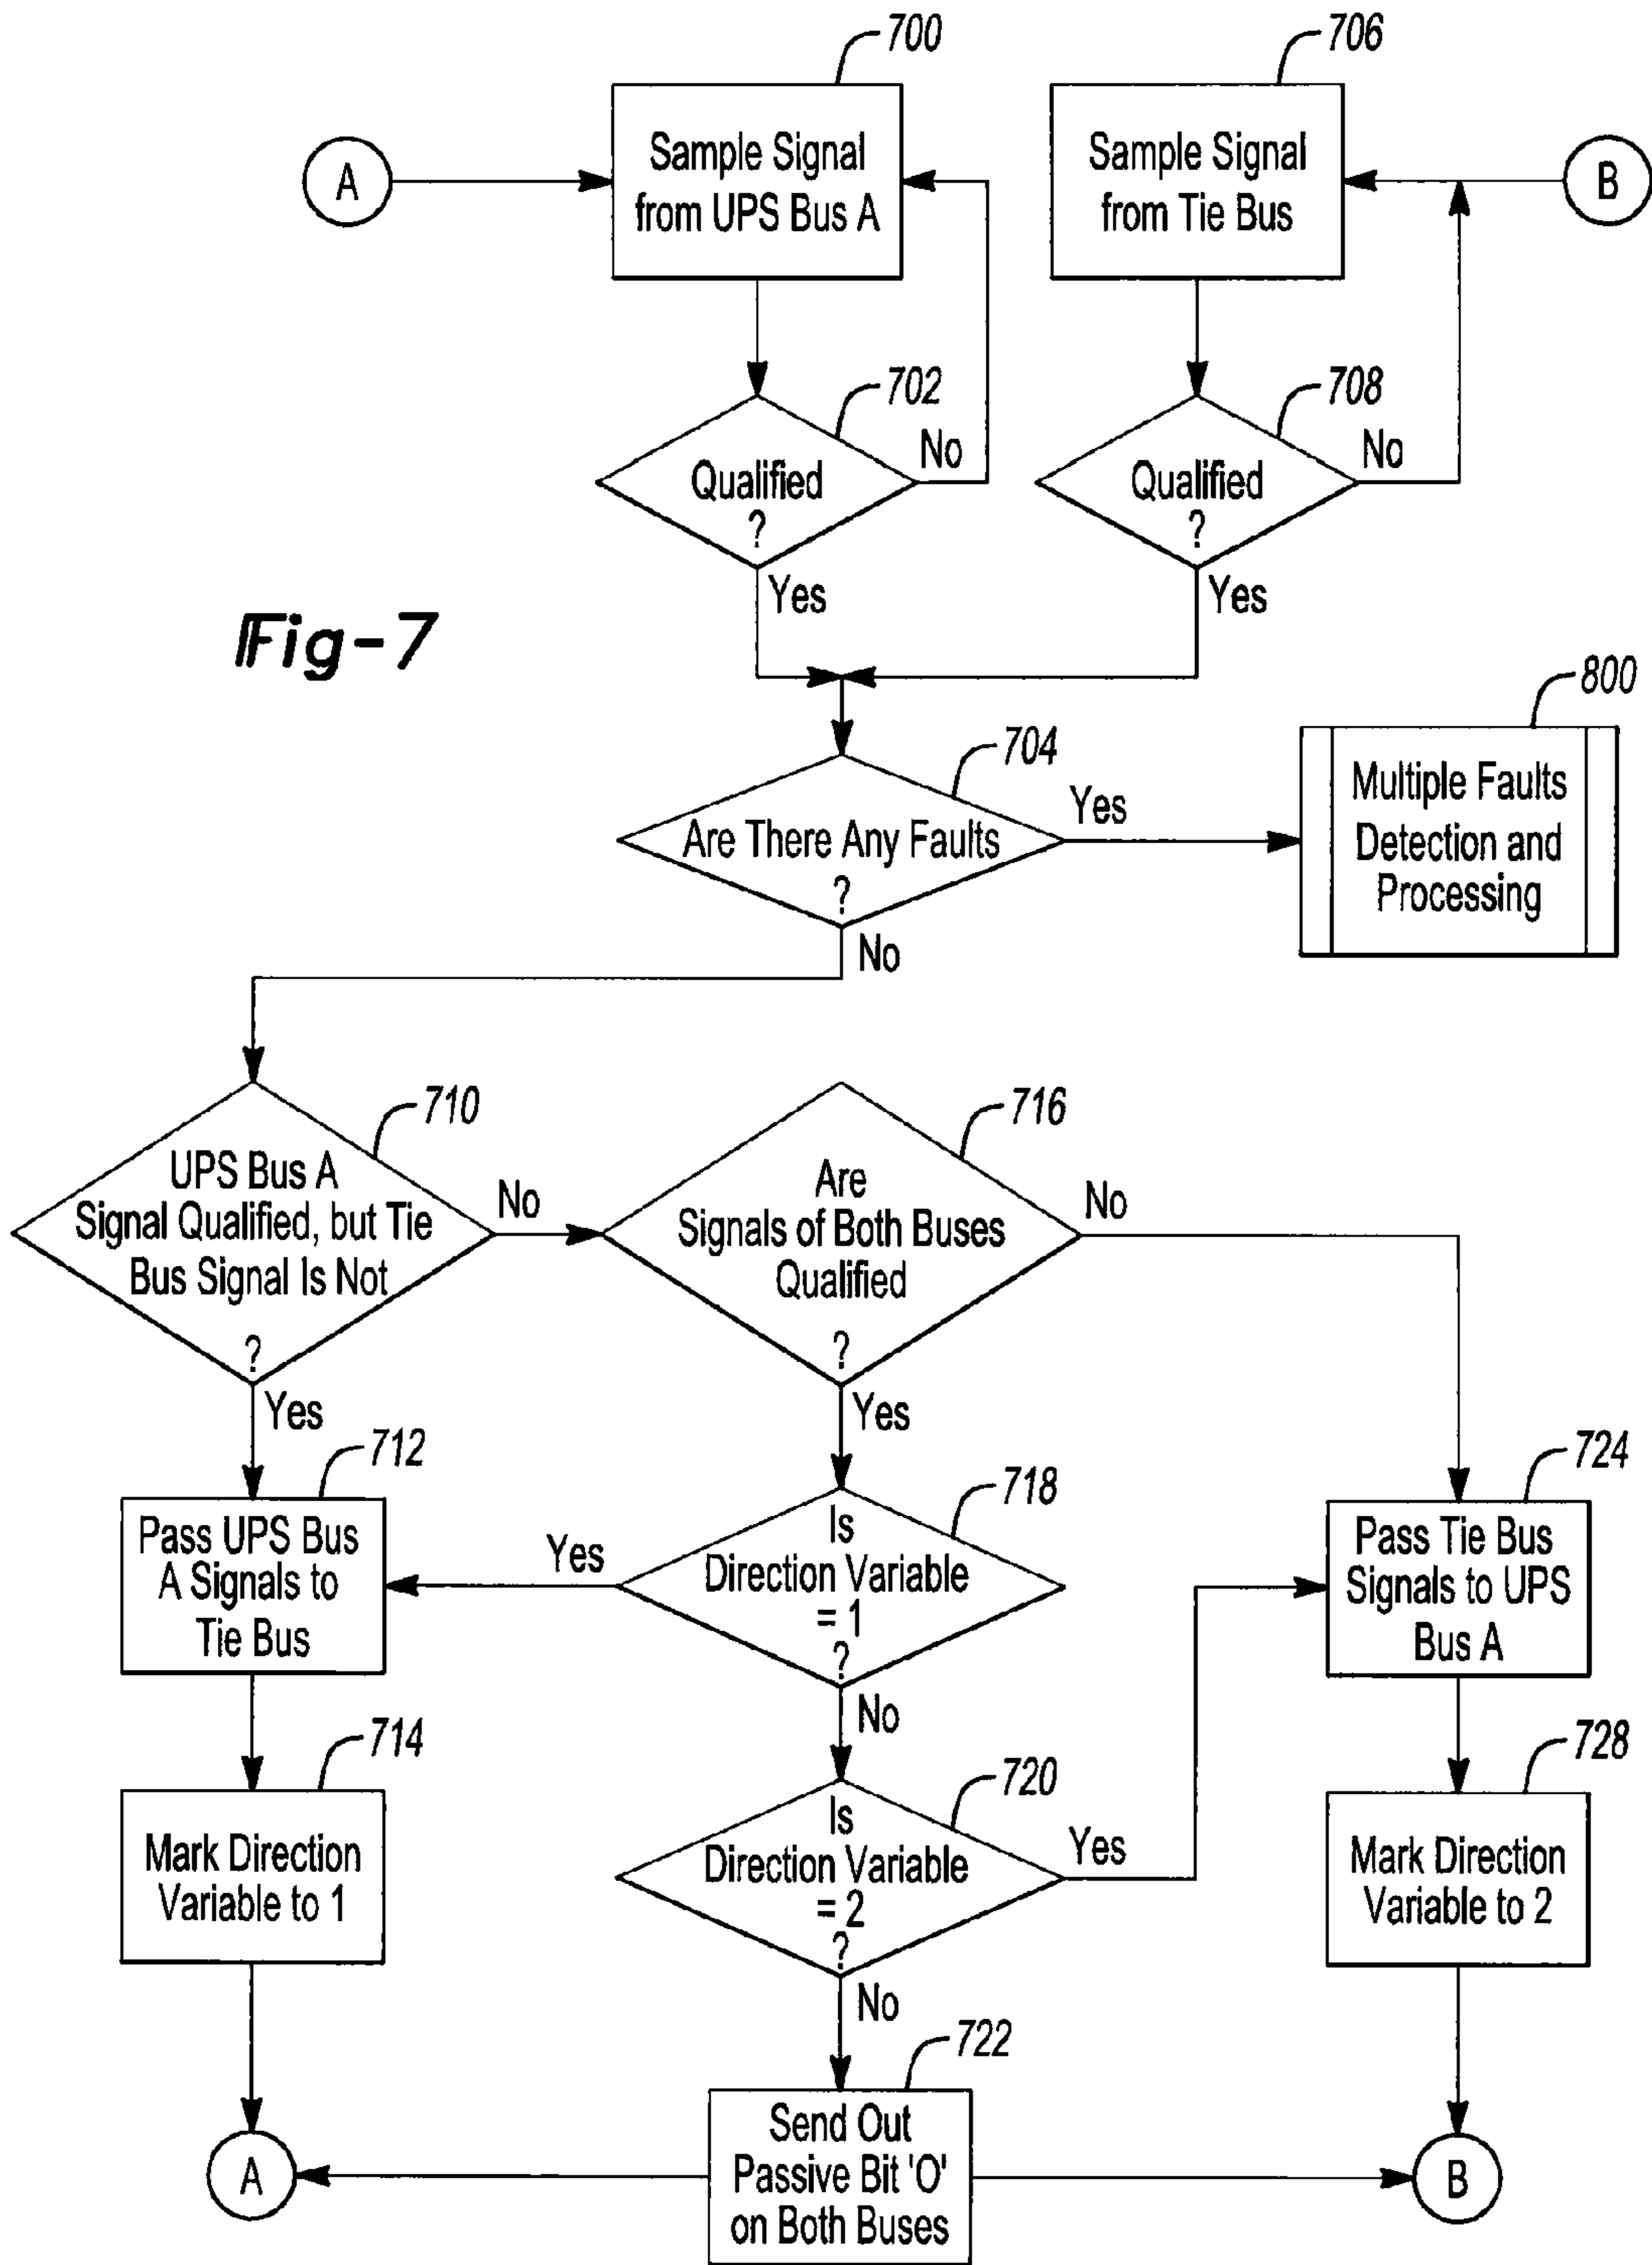 700
706
A
Sample Signal
from UPS Bus A
Sample Signal
from Tie Bus
B
702
708
Qualified
?
No
Qualified
?
No
Yes
Yes
Fig-7
800
704
Are There Any Faults
?
Yes
Multiple Faults
Detection and
Processing
No
710
716
UPS Bus A
Signal Qualified, but Tie
Bus Signal Is Not
?
No
Are
Signals of Both Buses
Qualified
?
No
Yes
Yes
712
718
724
Pass UPS Bus
A Signals to
Tie Bus
Yes
Is
Direction Variable
= 1
?
Pass Tie Bus
Signals to UPS
Bus A
No
714
720
728
Mark Direction
Variable to 1
Is
Direction Variable
= 2
?
Yes
Mark Direction
Variable to 2
No
722
A
Send Out
Passive Bit 'O'
on Both Buses
B